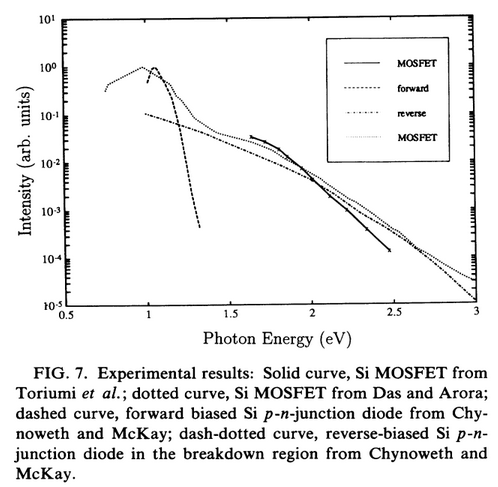 10¹
10⁰
10⁻¹
10⁻²
10⁻³
10⁻⁴
10⁻⁵
Intensity (arb. units)
MOSFET
forward
reverse
MOSFET
0.5 1 1.5 2 2.5 3
Photon Energy (eV)
FIG. 7. Experimental results: Solid curve, Si MOSFET from
Toriumi et al.; dotted curve, Si MOSFET from Das and Arora;
dashed curve, forward biased Si p-n-junction diode from Chy-
noweth and McKay; dash-dotted curve, reverse-biased Si p-n-
junction diode in the breakdown region from Chynoweth and
McKay.